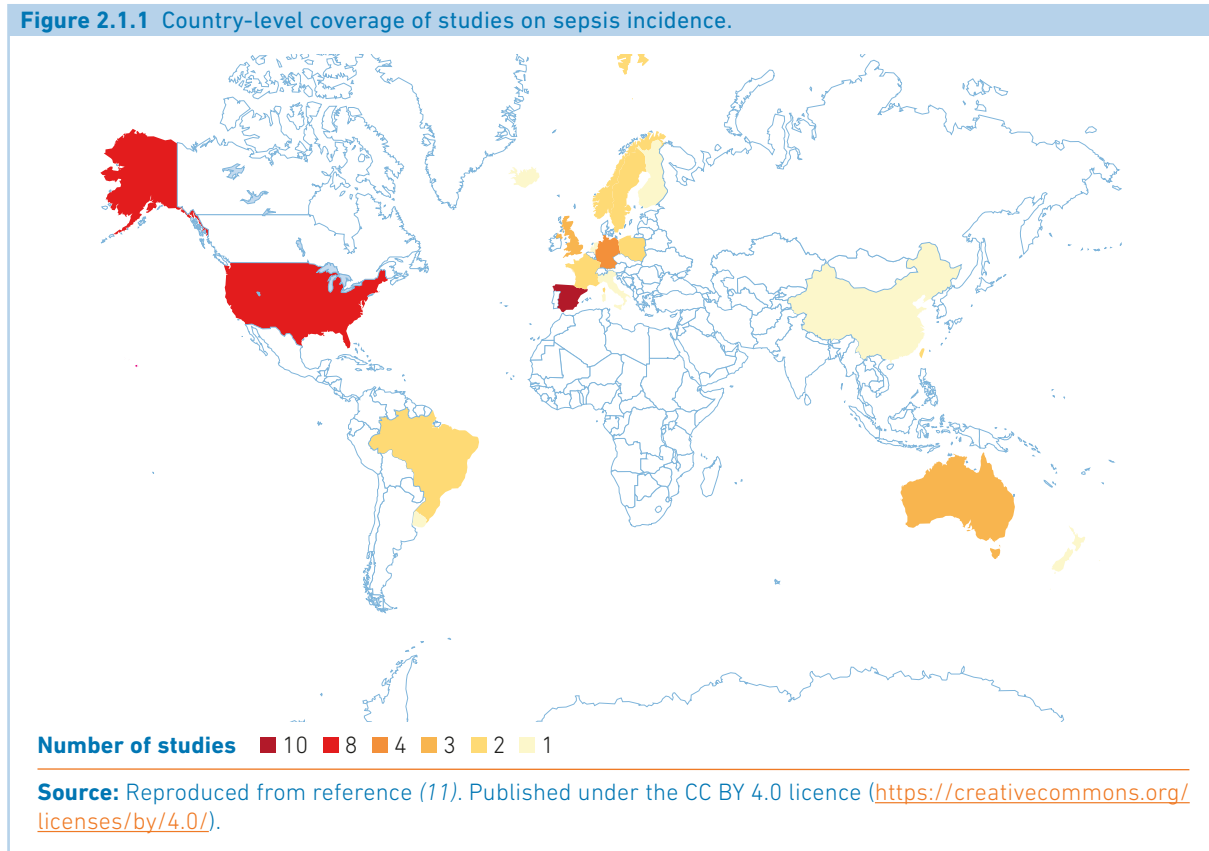 Figure 2.1.1 Country-level coverage of studies on sepsis incidence.
Number of studies 10 8 4 3 2 1
Source: Reproduced from reference (11). Published under the CC BY 4.0 licence (https://creativecommons.org/
licenses/by/4.0/).